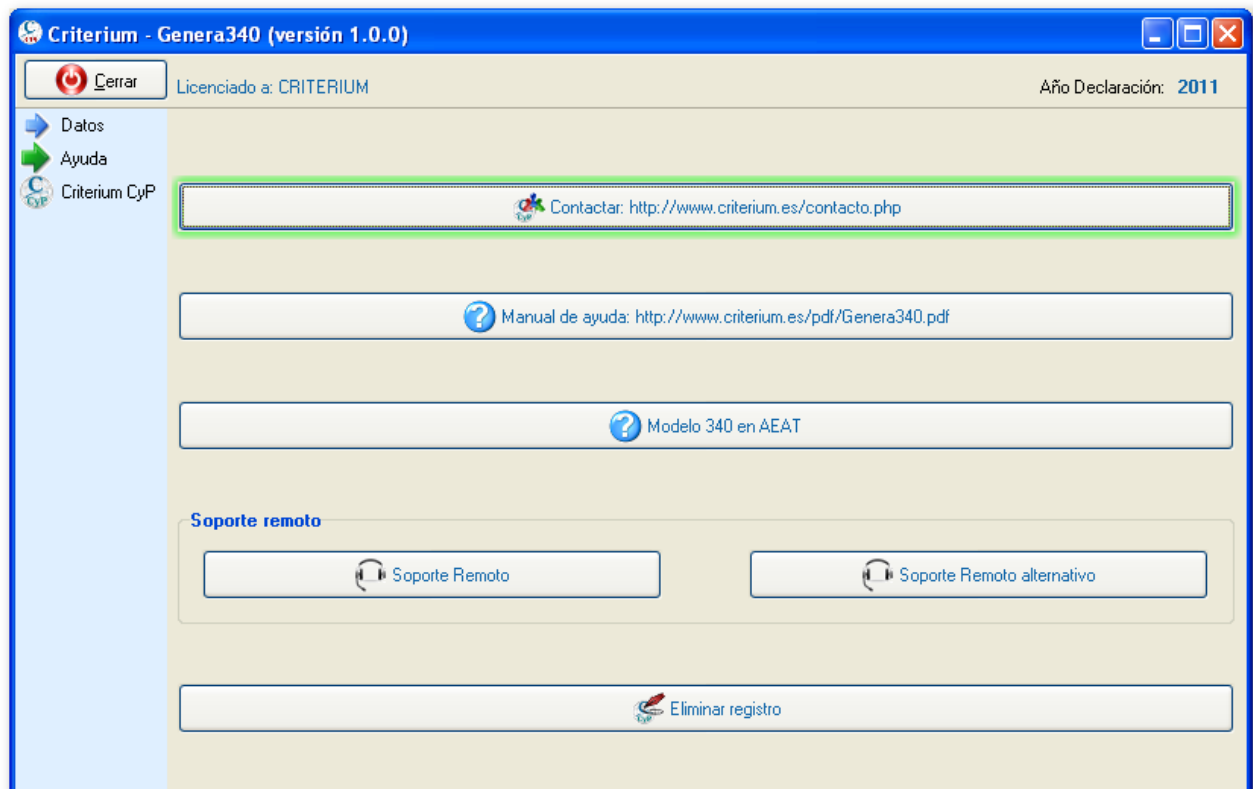 Criterium - Genera340 (versión 1.0.0)
Cerrar
Licenciado a: CRITERIUM
Año Declaración: 2011
Datos
Ayuda
Criterium CyP
Contactar: http://www.criterium.es/contacto.php
Manual de ayuda: http://www.criterium.es/pdf/Genera340.pdf
Modelo 340 en AEAT
Soporte remoto
Soporte Remoto
Soporte Remoto alternativo
Eliminar registro